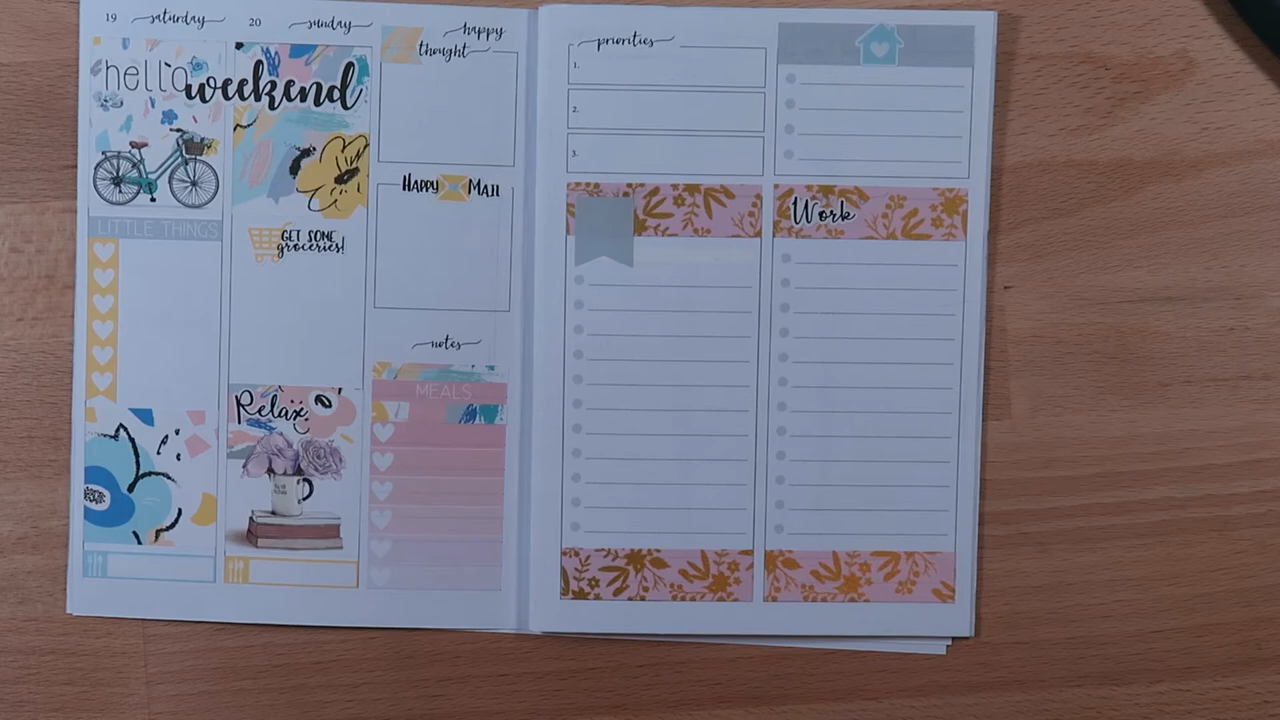 19 saturday
20 sunday
happy
thought
hello weekend
LITTLE THINGS
GET SOME
groceries!
HAPPY MAIL
notes
MEALS
Relax
priorities
1.
2.
3.
Work